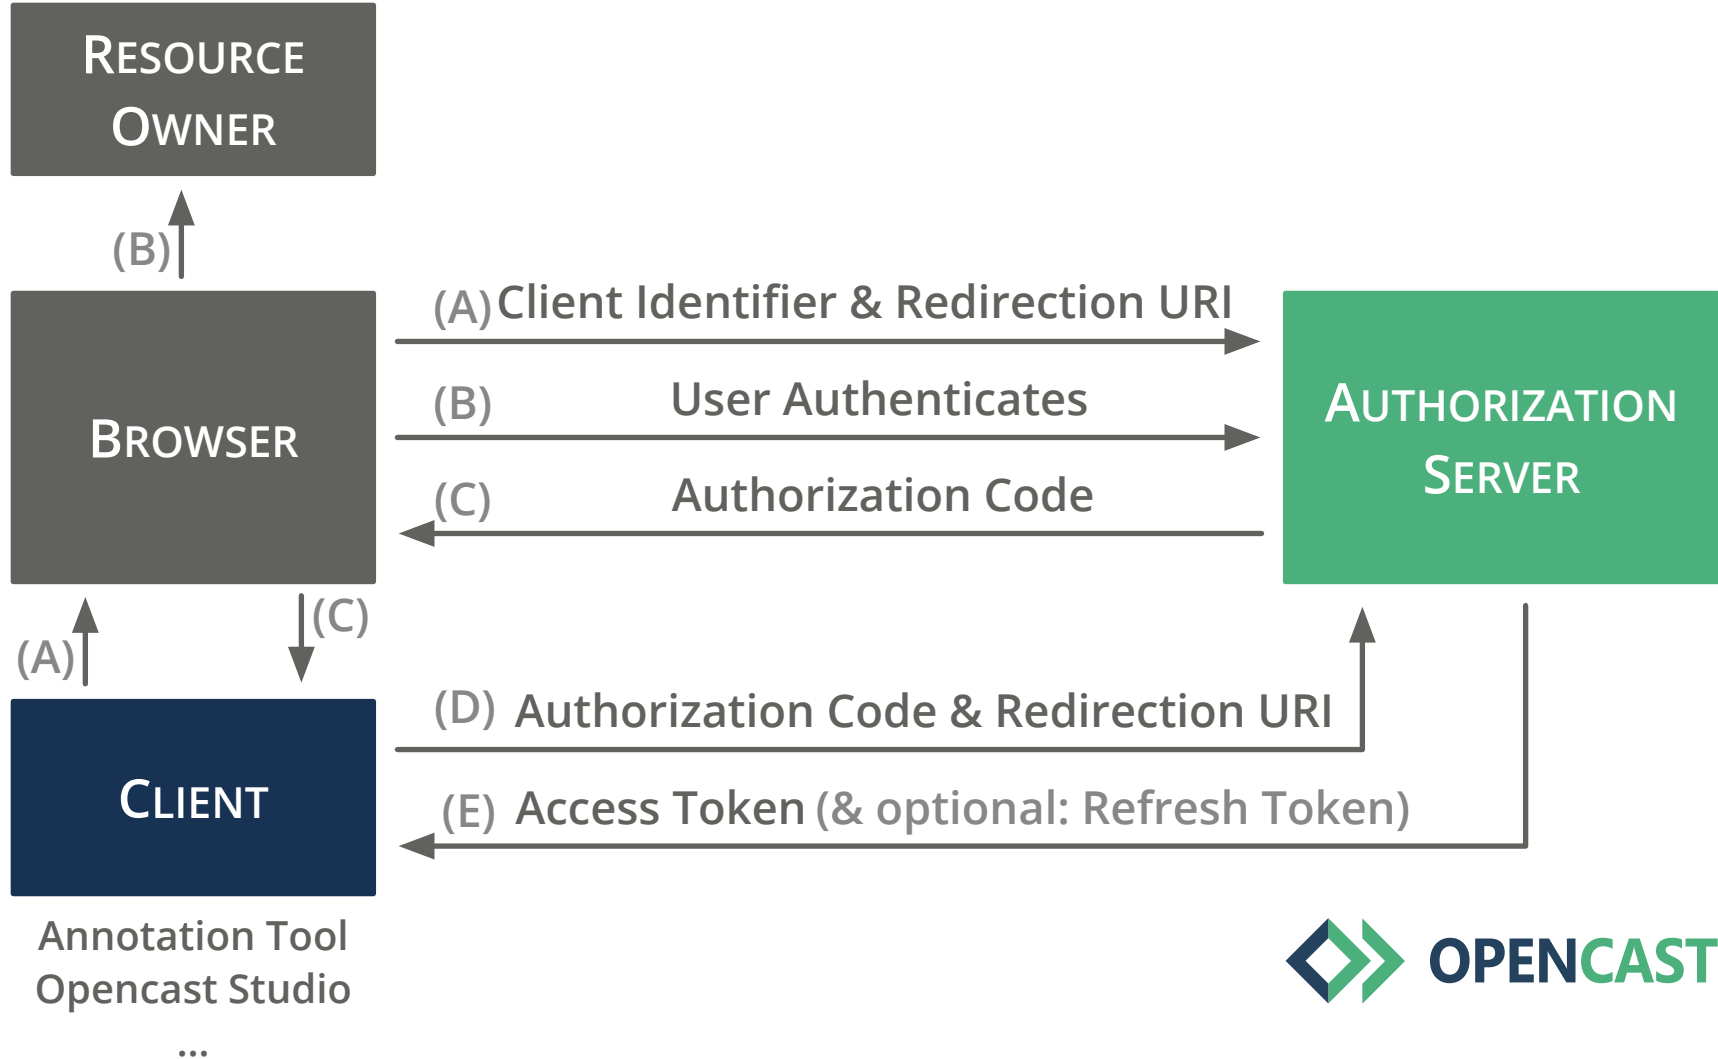 RESOURCE
OWNER
(B)
(A) Client Identifier & Redirection URI
(B) User Authenticates
(C) Authorization Code
BROWSER
AUTHORIZATION
SERVER
(A)
(C)
(D) Authorization Code & Redirection URI
(E) Access Token (& optional: Refresh Token)
CLIENT
Annotation Tool
Opencast Studio
...
OPENCAST